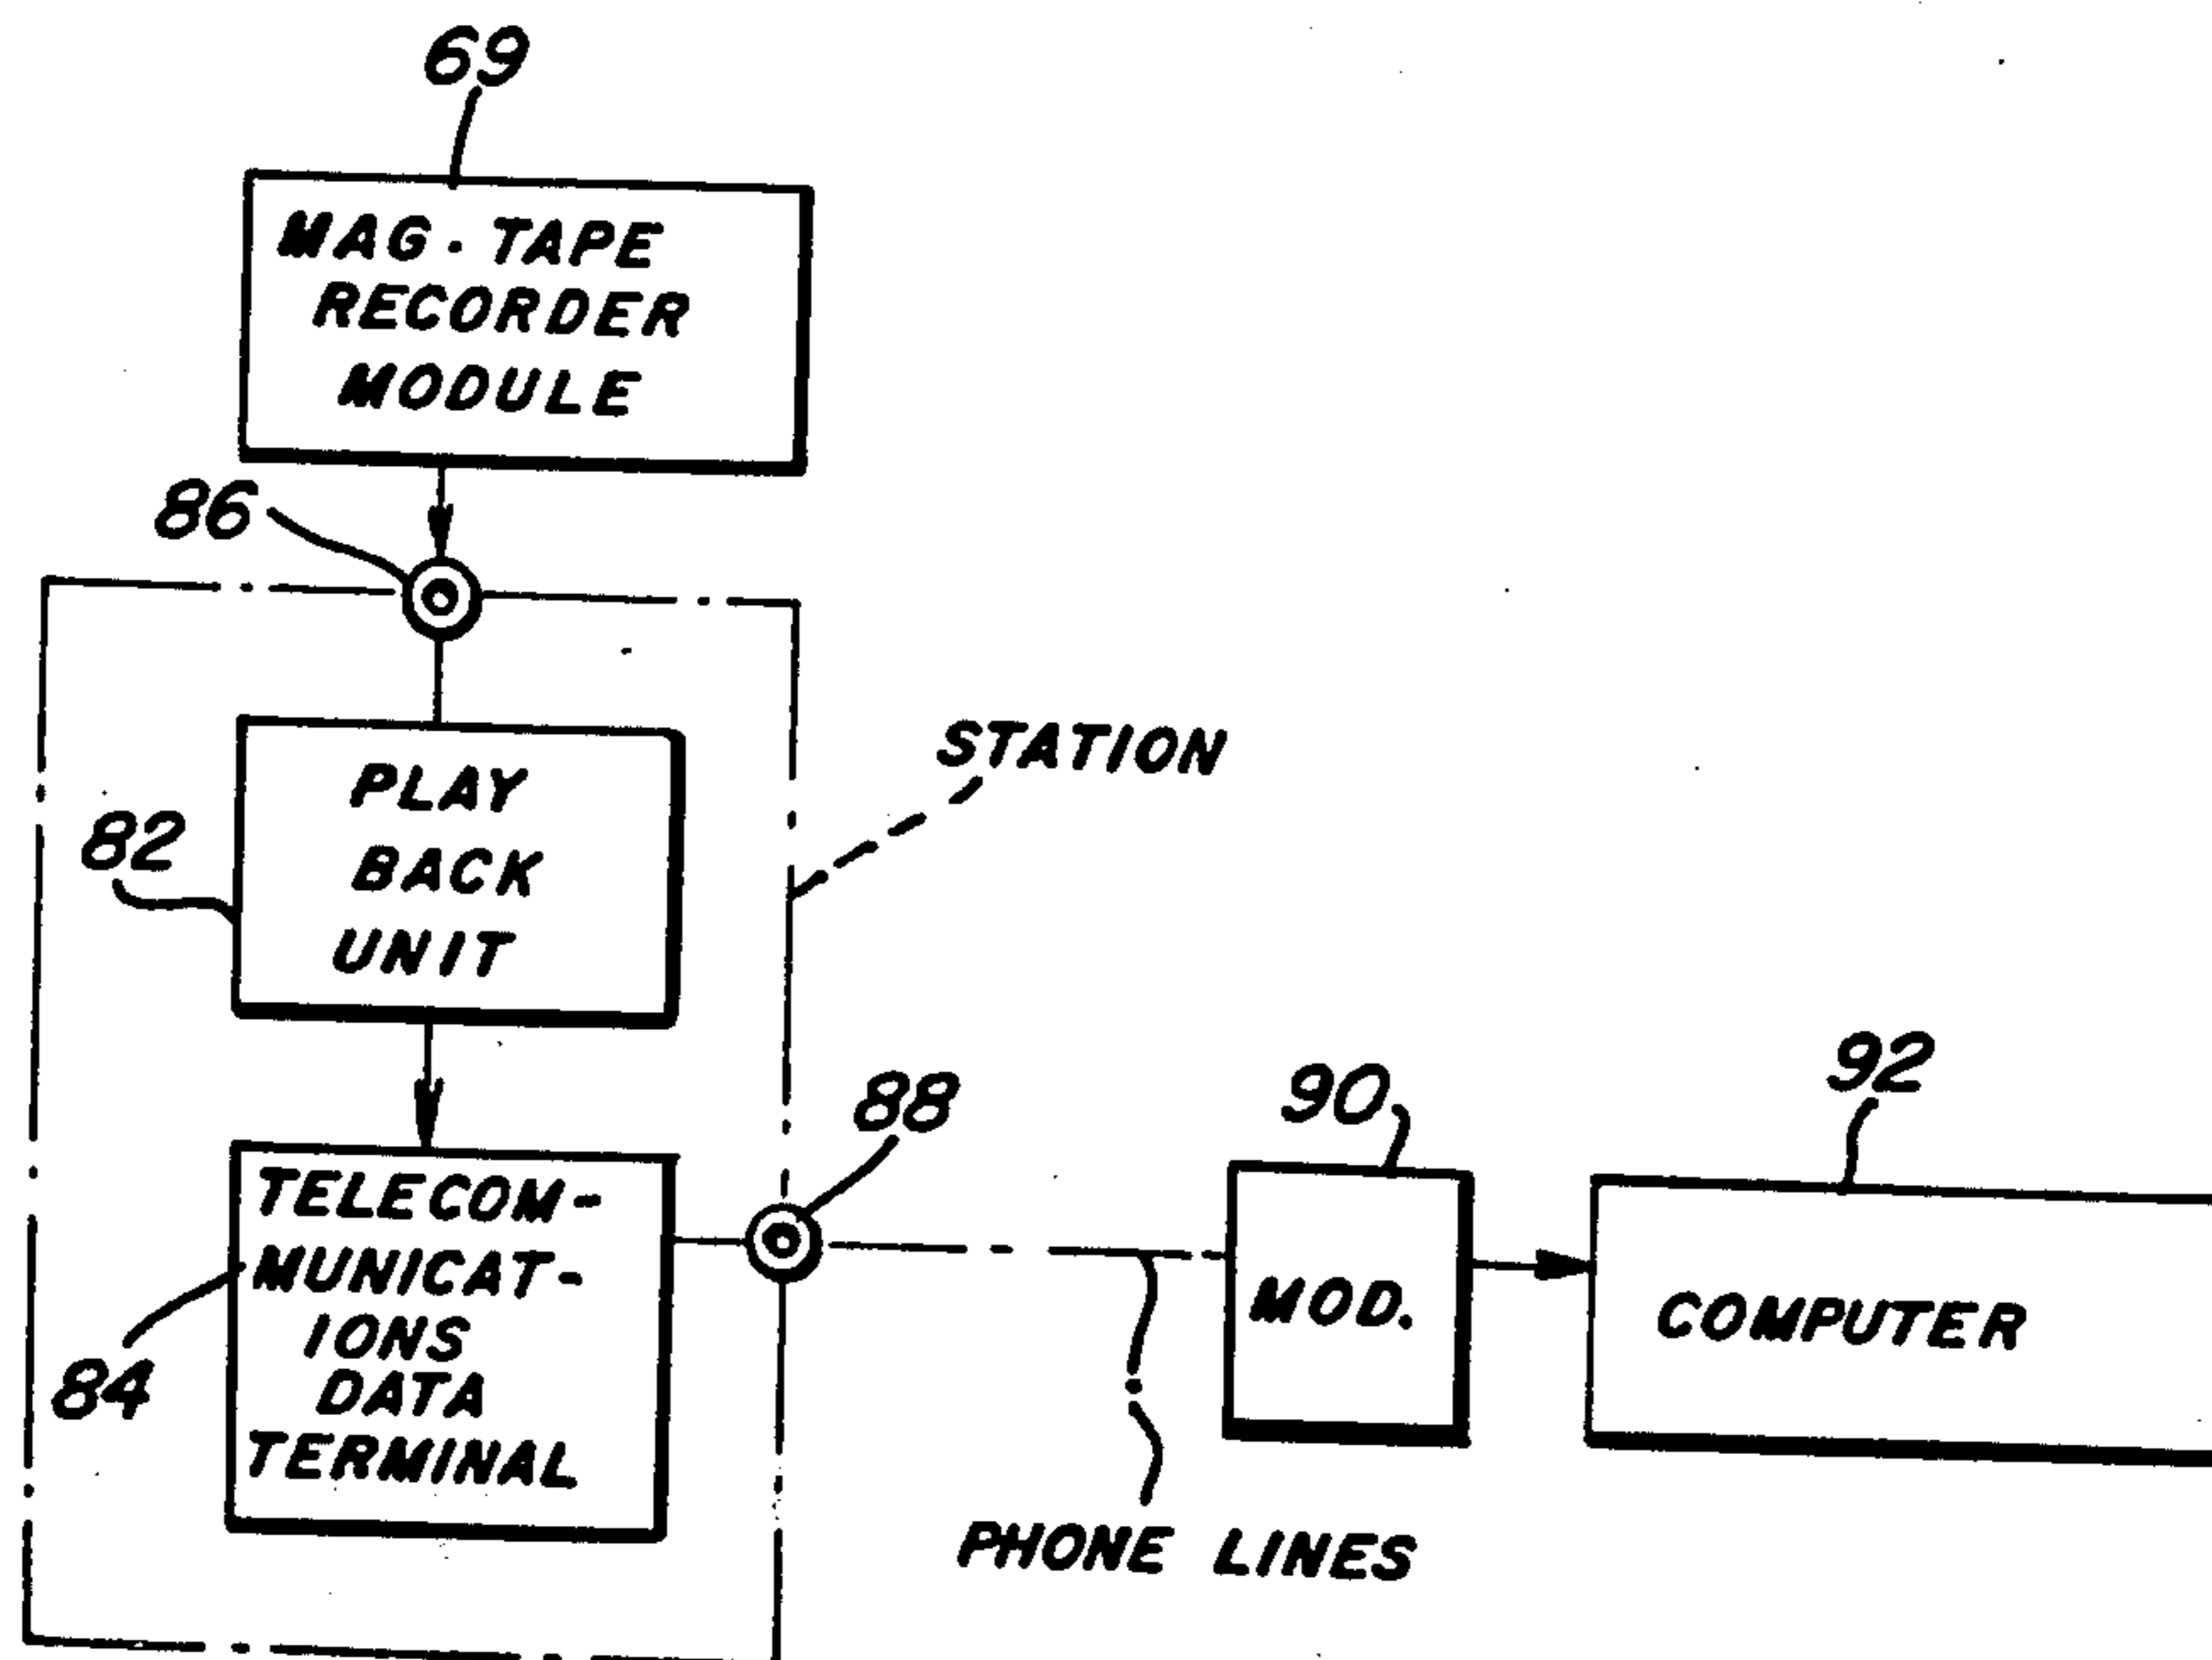 69
MAG. TAPE
RECORDER
MODULE
86
PLAY
BACK
UNIT
82
STATION
88
90
92
TELECOM-
MUNICAT-
IONS
DATA
TERMINAL
84
MOD.
COMPUTER
PHONE LINES